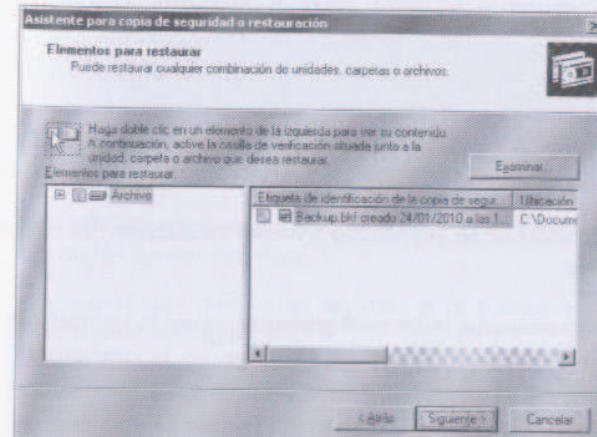 Asistente para copia de seguridad o restauración
Elementos para restaurar
Puede restaurar cualquier combinación de unidades, carpetas o archivos.
Haga doble clic en un elemento de la izquierda para ver su contenido.
A continuación, active la casilla de verificación situada junto a la
unidad, carpeta o archivo que desea restaurar.
Examinar...
Elementos para restaurar:
Archivo
Etiqueta de identificación de la copia de segur...
Ubicación
Backup.bkf creado 24/01/2010 a las 1...
C:\Docume
< Atrás
Siguiente >
Cancelar